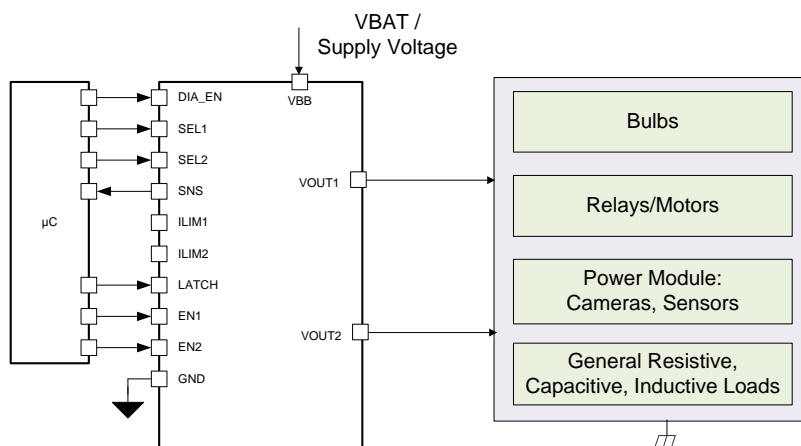 VBAT /
Supply Voltage
DIA_EN
VBB
SEL1
SEL2
SNS
ILIM1
ILIM2
LATCH
EN1
EN2
GND
µC
VOUT1
VOUT2
Bulbs
Relays/Motors
Power Module:
Cameras, Sensors
General Resistive,
Capacitive, Inductive Loads